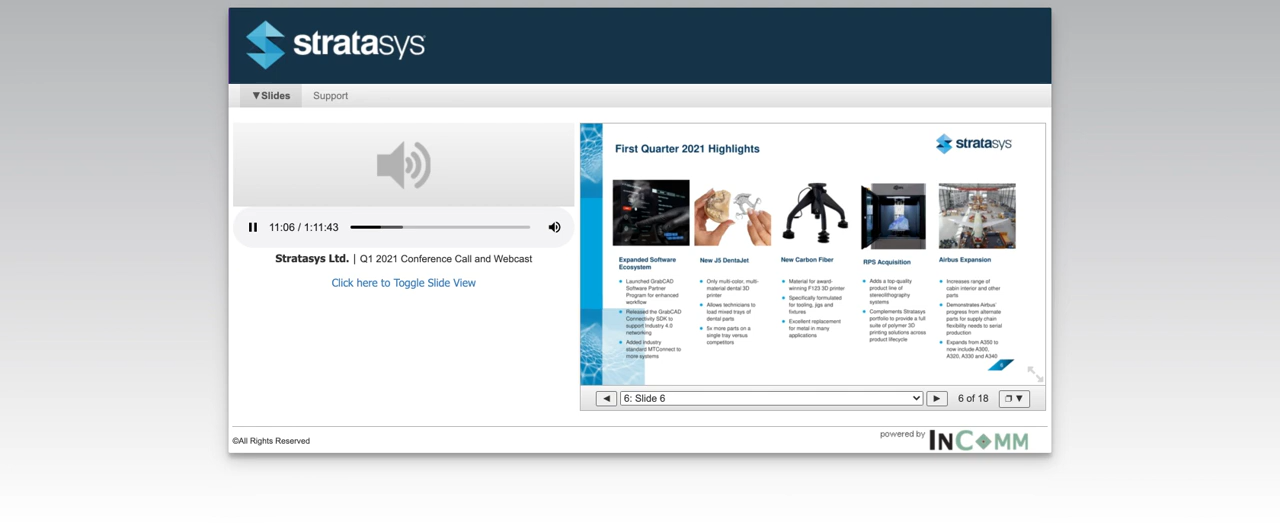 stratasys
▼Slides
Support
11:06 / 1:11:43
Stratasys Ltd. | Q1 2021 Conference Call and Webcast
Click here to Toggle Slide View
First Quarter 2021 Highlights
stratasys
Expanded Software
Ecosystem
• Launched GrabCAD
Software Partner
Program for enhanced
workflow
• Released the GrabCAD
Connectivity SDK to
support Industry 4.0
networking
• Added industry
standard MTConnect to
more systems
New J5 DentaJet
• Only multi-color, multi-
material dental 3D
printer
• Allows technicians to
load mixed trays of
dental parts
• 5x more parts on a
single tray versus
competitors
New Carbon Fiber
• Material for award-
winning F123 3D printer
• Specifically formulated
for tooling, jigs and
fixtures
• Excellent replacement
for metal in many
applications
RPS Acquisition
• Adds a top-quality
product line of
stereolithography
systems
• Complements Stratasys
portfolio to provide a full
suite of polymer 3D
printing solutions across
product lifecycle
Airbus Expansion
• Increases range of
cabin interior and other
parts
• Demonstrates Airbus'
progress from alternate
parts for supply chain
flexibility needs to serial
production
• Expands from A350 to
now include A300,
A320, A330 and A340
6
◄
6: Slide 6
►
6 of 18
▼
©All Rights Reserved
powered by INCOMM